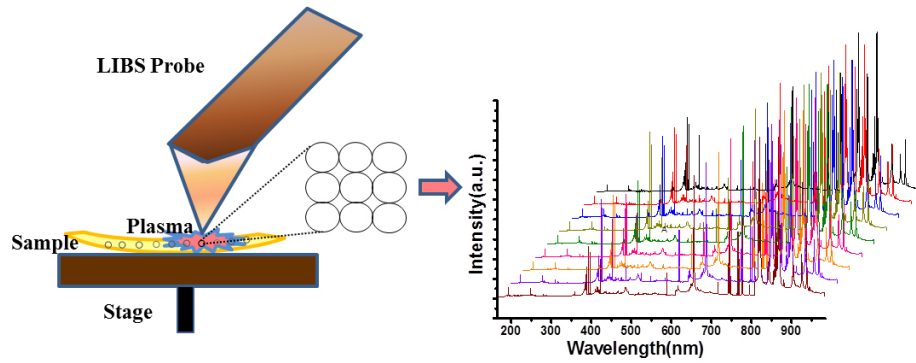 LIBS Probe
Plasma
Sample
Stage
Intensity(a.u.)
200 300 400 500 600 700 800 900
Wavelength(nm)